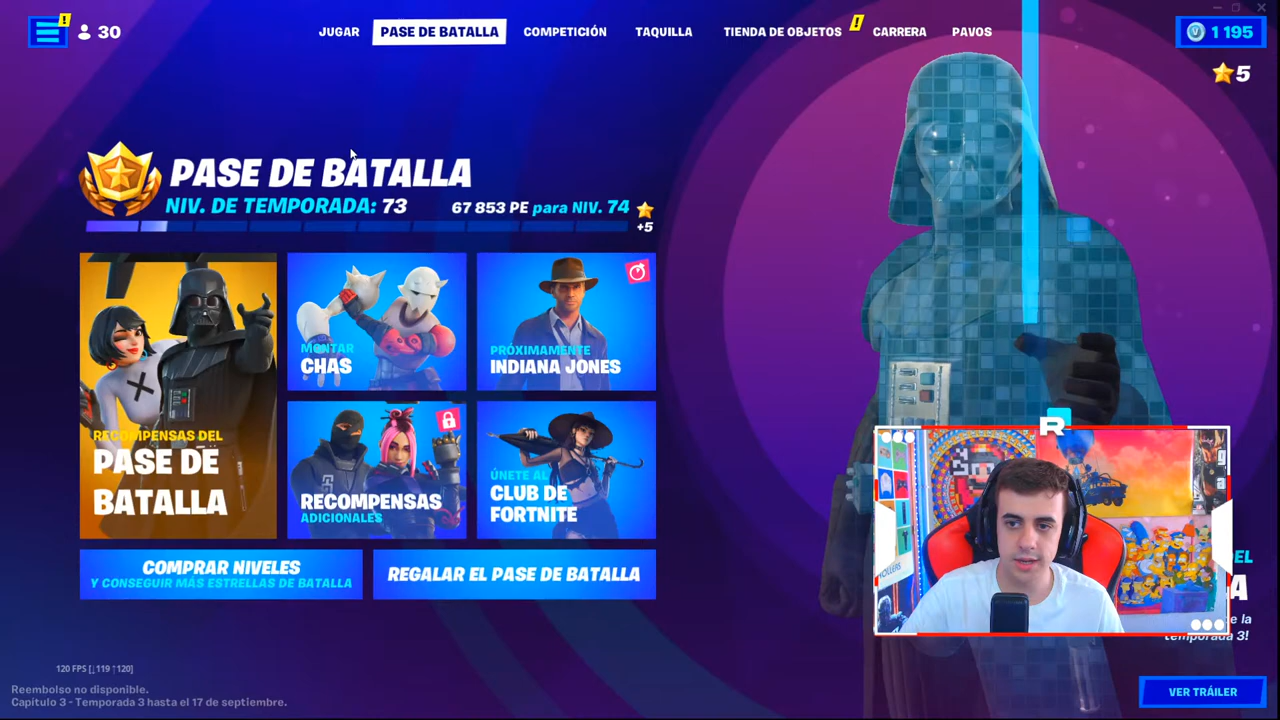 30
JUGAR
PASE DE BATALLA
COMPETICIÓN
TAQUILLA
TIENDA DE OBJETOS
CARRERA
PAVOS
1 195
5
PASE DE BATALLA
NIV. DE TEMPORADA: 73
67 853 PE para NIV. 74
+5
RECOMPENSAS DEL
PASE DE
BATALLA
MONTAR
CHAS
PRÓXIMAMENTE
INDIANA JONES
RECOMPENSAS
ADICIONALES
ÚNETE AL
CLUB DE
FORTNITE
COMPRAR NIVELES
Y CONSEGUIR MÁS ESTRELLAS DE BATALLA
REGALAR EL PASE DE BATALLA
R
EL
A
e la
temporada 3!
120 FPS [↓119 ↑120]
Reembolso no disponible.
Capítulo 3 - Temporada 3 hasta el 17 de septiembre.
VER TRÁILER